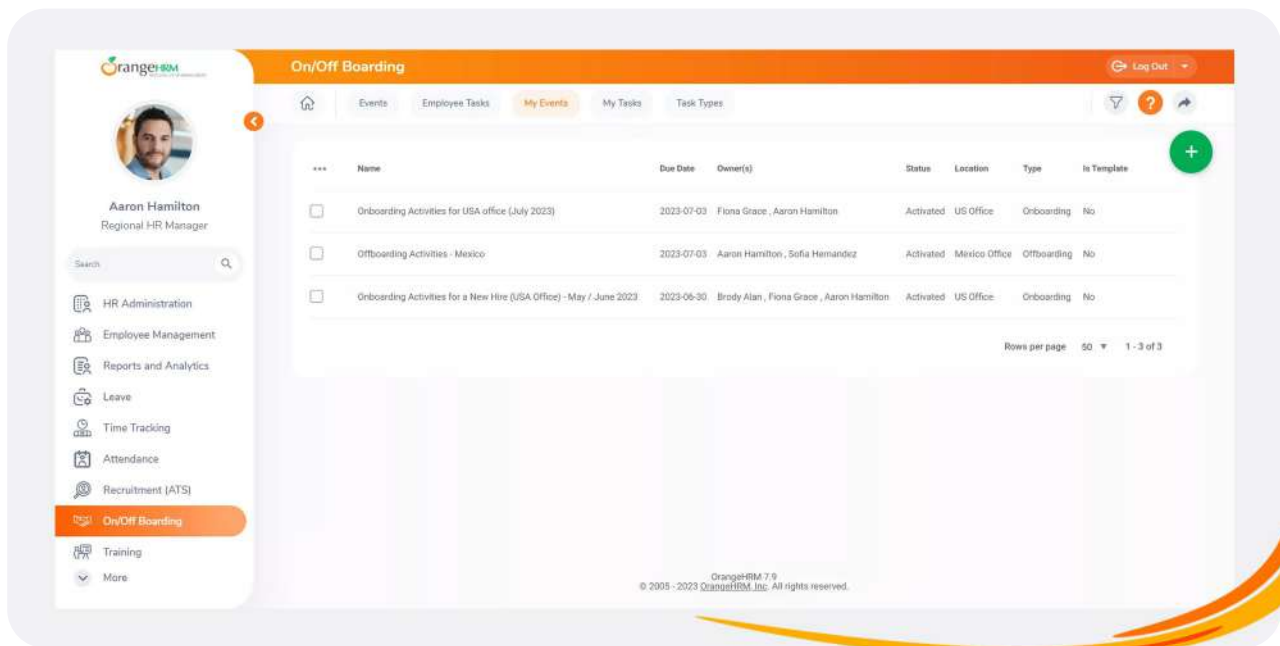 OrangeHRM
On/Off Boarding
Log Out
Events Employee Tasks My Events My Tasks Task Types
?
Aaron Hamilton
Regional HR Manager
Search
HR Administration
Employee Management
Reports and Analytics
Leave
Time Tracking
Attendance
Recruitment (ATS)
On/Off Boarding
Training
More
Name Due Date Owner(s) Status Location Type Is Template
Onboarding Activities for USA office (July 2023) 2023-07-03 Fiona Grace , Aaron Hamilton Activated US Office Onboarding No
Offboarding Activities - Mexico 2023-07-03 Aaron Hamilton , Sofia Hernandez Activated Mexico Office Offboarding No
Onboarding Activities for a New Hire (USA Office) - May / June 2023 2023-06-30 Brody Alan , Fiona Grace , Aaron Hamilton Activated US Office Onboarding No
Rows per page 50 1 - 3 of 3
OrangeHRM 7.9
© 2005 - 2023 OrangeHRM, Inc. All rights reserved.